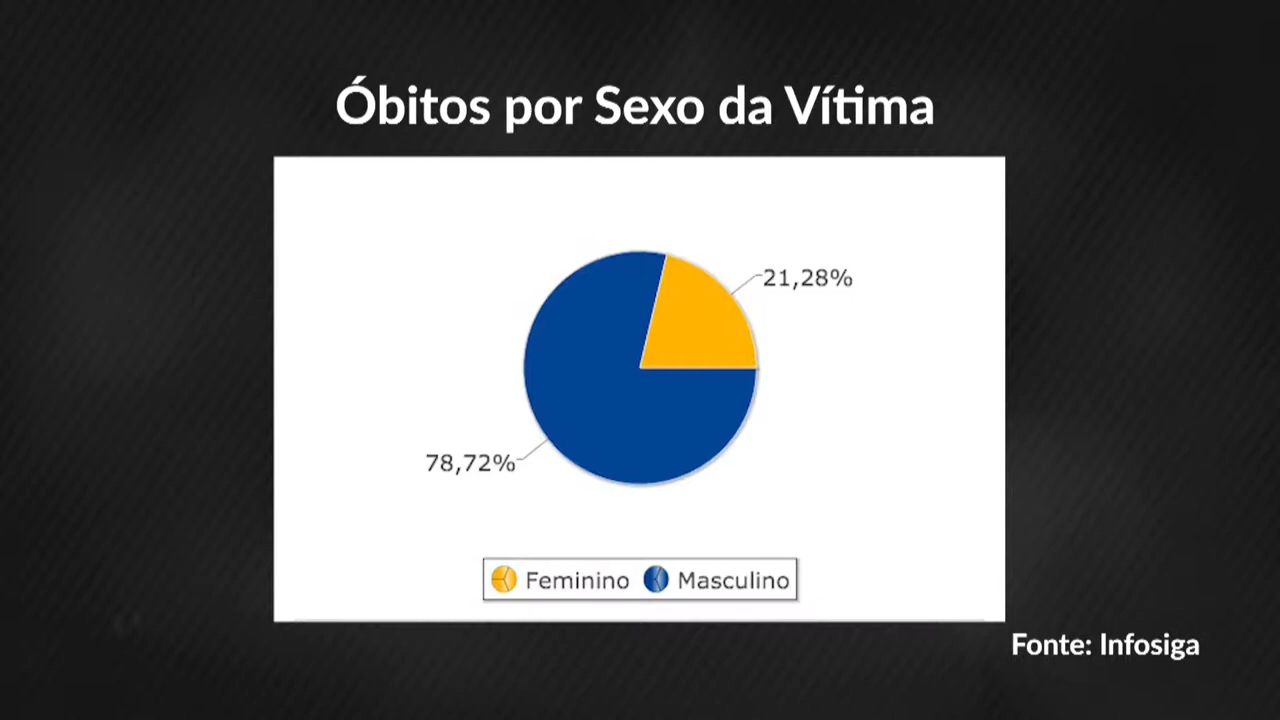 Óbitos por Sexo da Vítima
21,28%
78,72%
Feminino Masculino
Fonte: Infosiga